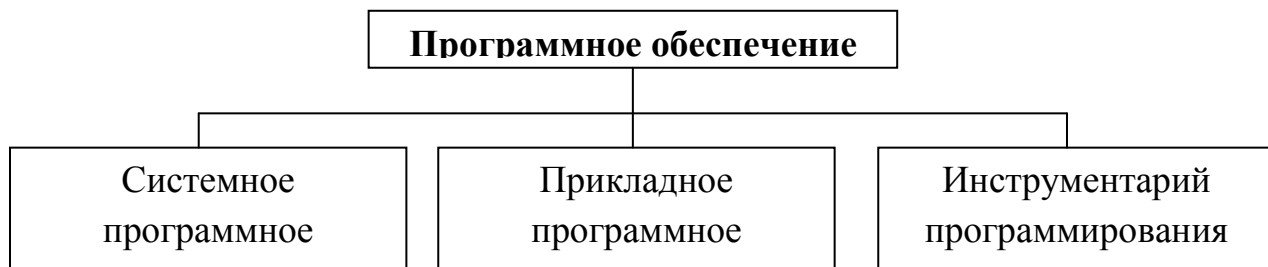 Программное обеспечение
Системное
программное
Прикладное
программное
Инструментарий
программирования